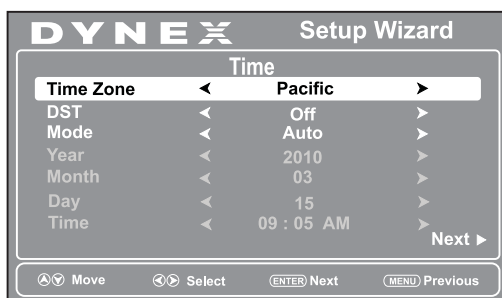 DYNEX Setup Wizard
Time
Time Zone Pacific
DST Off
Mode Auto
Year 2010
Month 03
Day 15
Time 09 : 05 AM
Next
Move Select ENTER Next MENU Previous